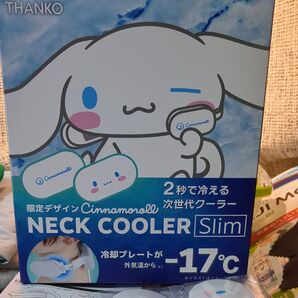 THANKO
Cinnamoroll
2秒で冷える
次世代クーラー
限定デザイン Cinnamoroll
NECK COOLER Slim
冷却プレートが
外気温から
-17℃